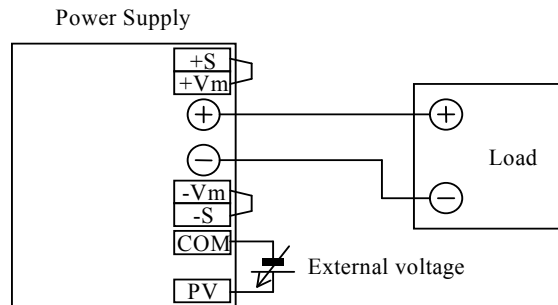 Power Supply
+S
+Vm
+
−
-Vm
-S
COM
PV
+
−
Load
External voltage